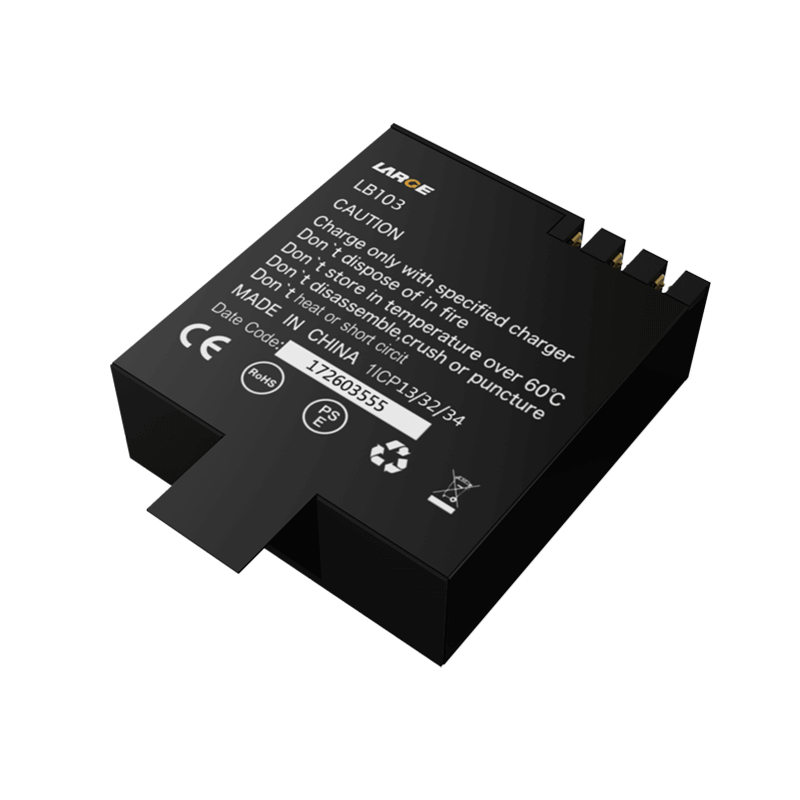 LARGE
LB103
CAUTION
Charge only with specified charger
Don`t dispose of in fire
Don`t store in temperature over 60℃
Don`t disassemble,crush or puncture
Don`t heat or short circit
MADE IN CHINA 1ICP13/32/34
Date Code: 172603555
CE RoHS PS E